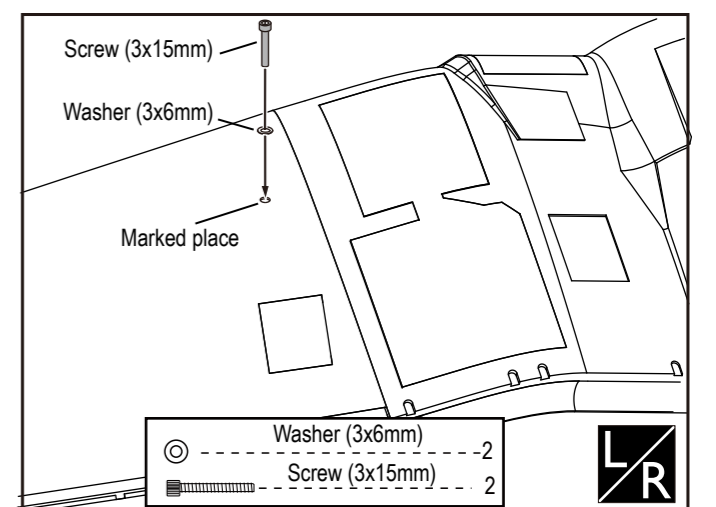 Screw (3x15mm)
Washer (3x6mm)
Marked place
Washer (3x6mm)
2
Screw (3x15mm)
2
L/R